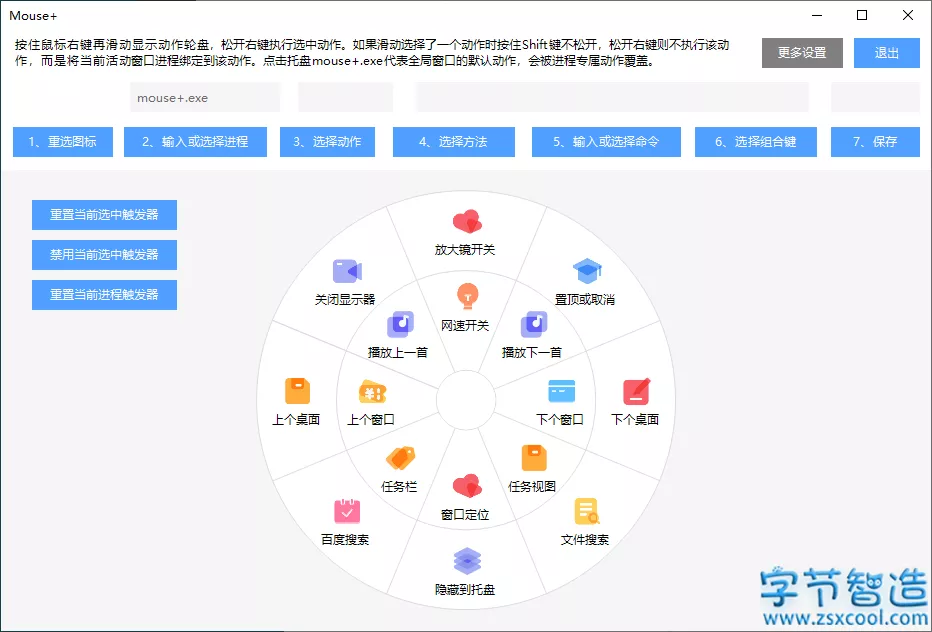 Mouse+
按住鼠标右键再滑动显示动作轮盘，松开右键执行选中动作。如果滑动选择了一个动作时按住Shift键不松开，松开右键则不执行该动
作，而是将当前活动窗口进程绑定到该动作。点击托盘mouse+.exe代表全局窗口的默认动作，会被进程专属动作覆盖。
更多设置
退出
mouse+.exe
1、重选图标
2、输入或选择进程
3、选择动作
4、选择方法
5、输入或选择命令
6、选择组合键
7、保存
重置当前选中触发器
禁用当前选中触发器
重置当前进程触发器
放大镜开关
关闭显示器
置顶或取消
网速开关
播放上一首
播放下一首
上个桌面
上个窗口
下个窗口
下个桌面
任务栏
任务视图
窗口定位
百度搜索
文件搜索
隐藏到托盘
字节智造
www.zsxcool.com